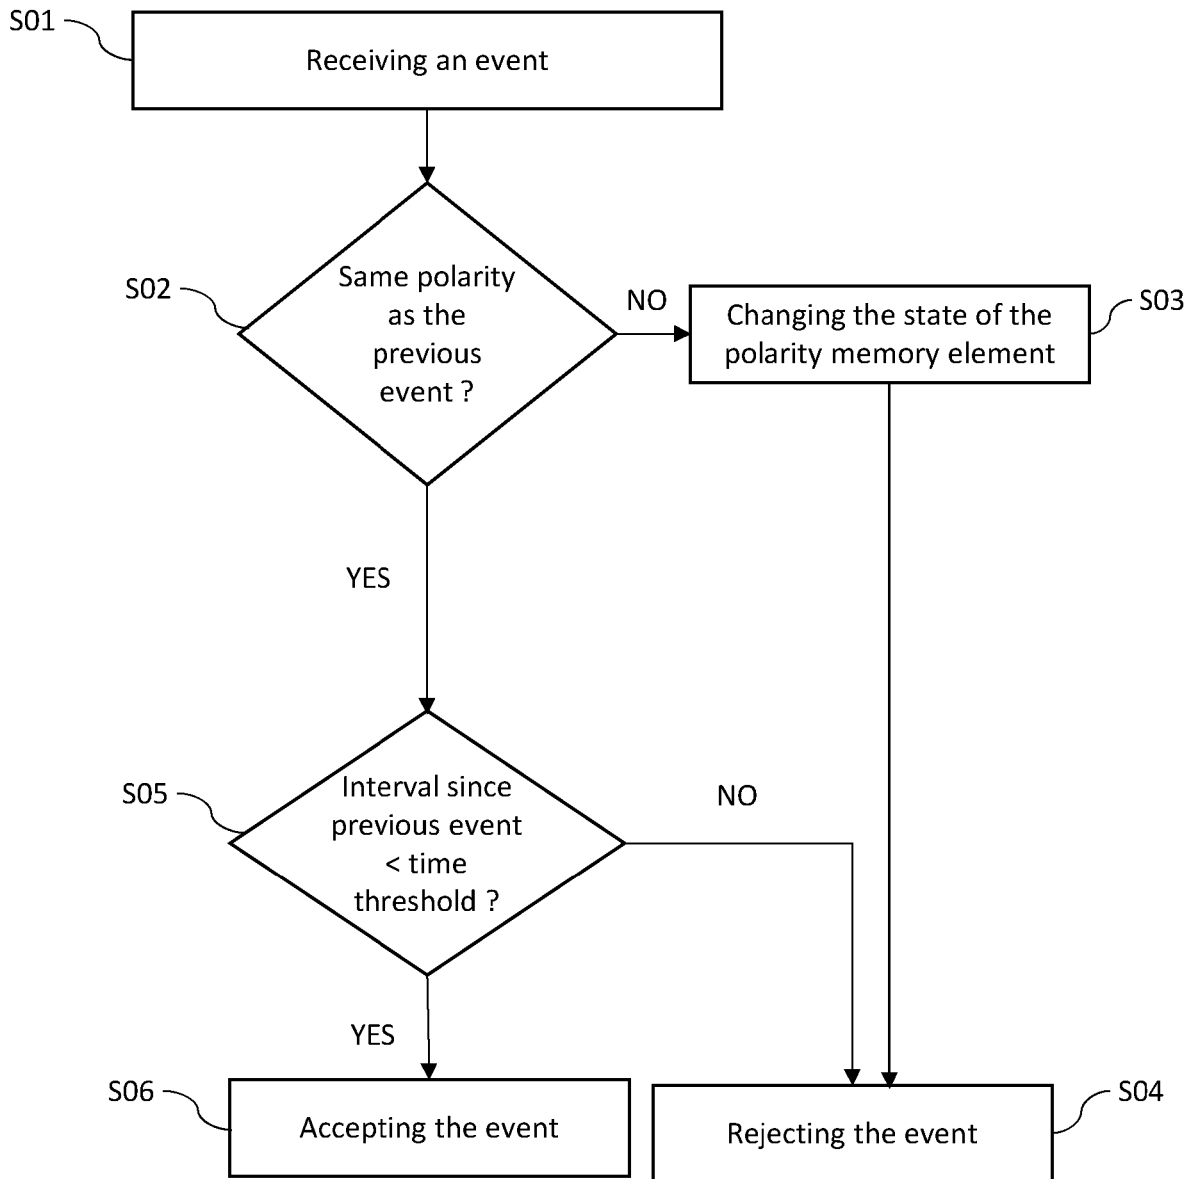 S01
Receiving an event
S02
Same polarity
as the
previous
event ?
NO
Changing the state of the
polarity memory element
S03
YES
S05
Interval since
previous event
< time
threshold ?
NO
YES
S06
Accepting the event
Rejecting the event
S04